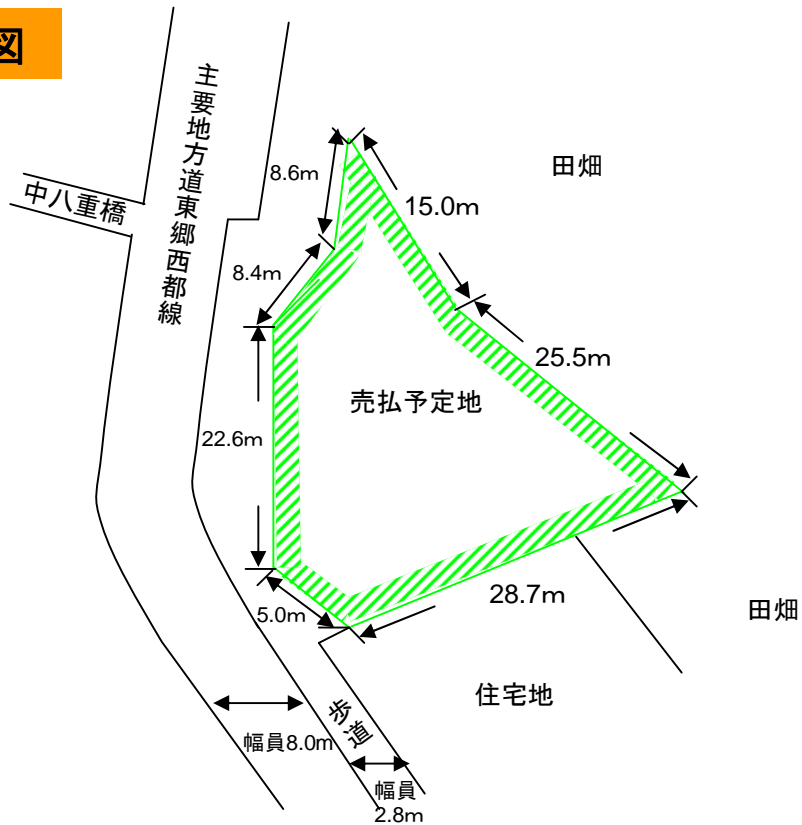 図
主要地方道東郷西都線
中八重橋
田畑
8.6m
15.0m
8.4m
25.5m
売払予定地
22.6m
5.0m
28.7m
田畑
住宅地
歩道
幅員8.0m
幅員
2.8m